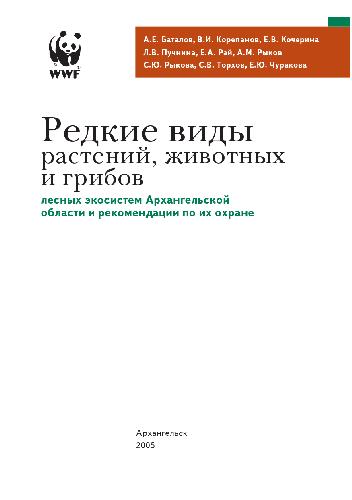 А.Е. Баталов, В.И. Корепанов, Е.В. Кочерина
Л.В. Пучнина, Е.А. Рай, А.М. Рыков
С.Ю. Рыкова, С.В. Торхов, Е.Ю. Чуракова
WWF
Редкие виды
растений, животных
и грибов
лесных экосистем Архангельской
области и рекомендации по их охране
Архангельск
2005